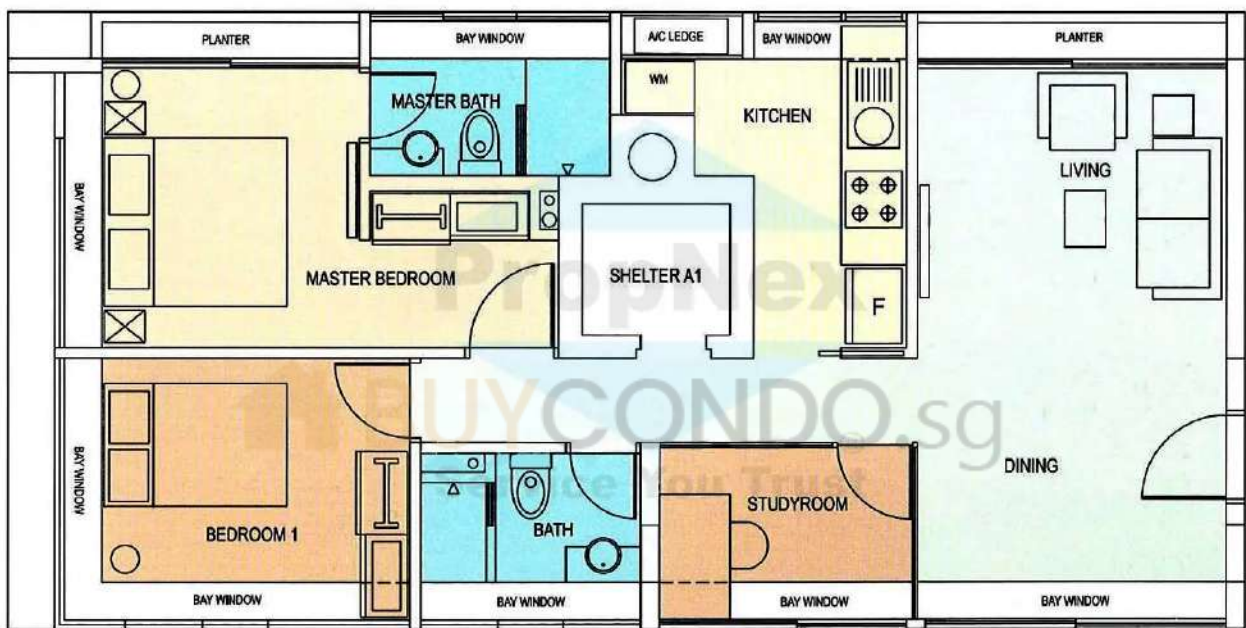 PLANTER
BAY WINDOW
A/C LEDGE
BAY WINDOW
PLANTER
WM
MASTER BATH
KITCHEN
LIVING
BAY WINDOW
MASTER BEDROOM
SHELTER A1
PropNex
F
BUYCONDO.sg
BAY WINDOW
DINING
Service You Trust
STUDYROOM
BATH
BEDROOM 1
BAY WINDOW
BAY WINDOW
BAY WINDOW
BAY WINDOW